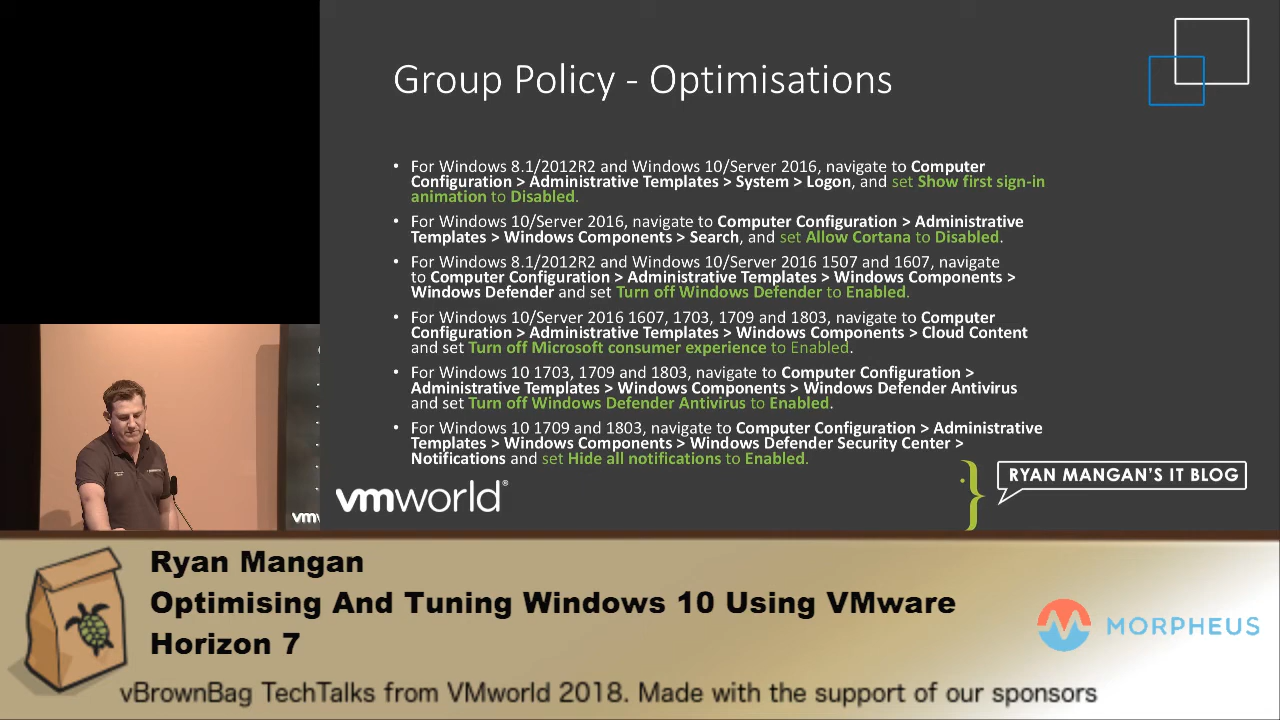 Group Policy - Optimisations
• For Windows 8.1/2012R2 and Windows 10/Server 2016, navigate to Computer
Configuration > Administrative Templates > System > Logon, and set Show first sign-in
animation to Disabled.
• For Windows 10/Server 2016, navigate to Computer Configuration > Administrative
Templates > Windows Components > Search, and set Allow Cortana to Disabled.
• For Windows 8.1/2012R2 and Windows 10/Server 2016 1507 and 1607, navigate
to Computer Configuration > Administrative Templates > Windows Components >
Windows Defender and set Turn off Windows Defender to Enabled.
• For Windows 10/Server 2016 1607, 1703, 1709 and 1803, navigate to Computer
Configuration > Administrative Templates > Windows Components > Cloud Content
and set Turn off Microsoft consumer experience to Enabled.
• For Windows 10 1703, 1709 and 1803, navigate to Computer Configuration >
Administrative Templates > Windows Components > Windows Defender Antivirus
and set Turn off Windows Defender Antivirus to Enabled.
• For Windows 10 1709 and 1803, navigate to Computer Configuration > Administrative
Templates > Windows Components > Windows Defender Security Center >
Notifications and set Hide all notifications to Enabled.
RYAN MANGAN'S IT BLOG
vmworld®
vm
Ryan Mangan
Optimising And Tuning Windows 10 Using VMware
Horizon 7
MORPHEUS
vBrownBag TechTalks from VMworld 2018. Made with the support of our sponsors